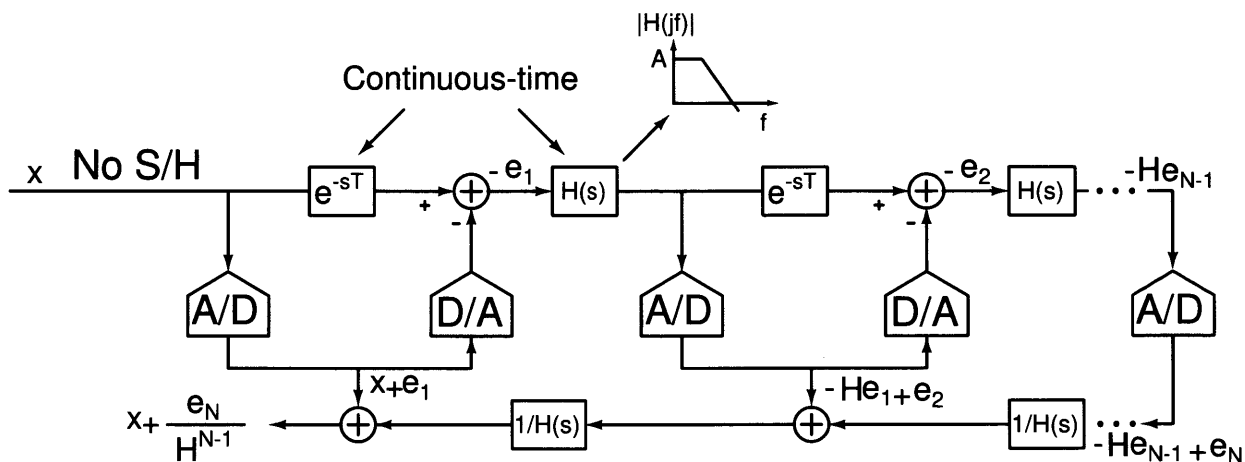 |H(jf)|
A
f
Continuous-time
x No S/H
e^-sT
+
-
+
- e₁
H(s)
e^-sT
+
-
+
- e₂
H(s)
-He_N-1
A/D
D/A
A/D
D/A
A/D
x+e₁
-He₁+e₂
x+ e_N / H^N-1
+
1/H(s)
+
1/H(s)
-He_N-1+e_N